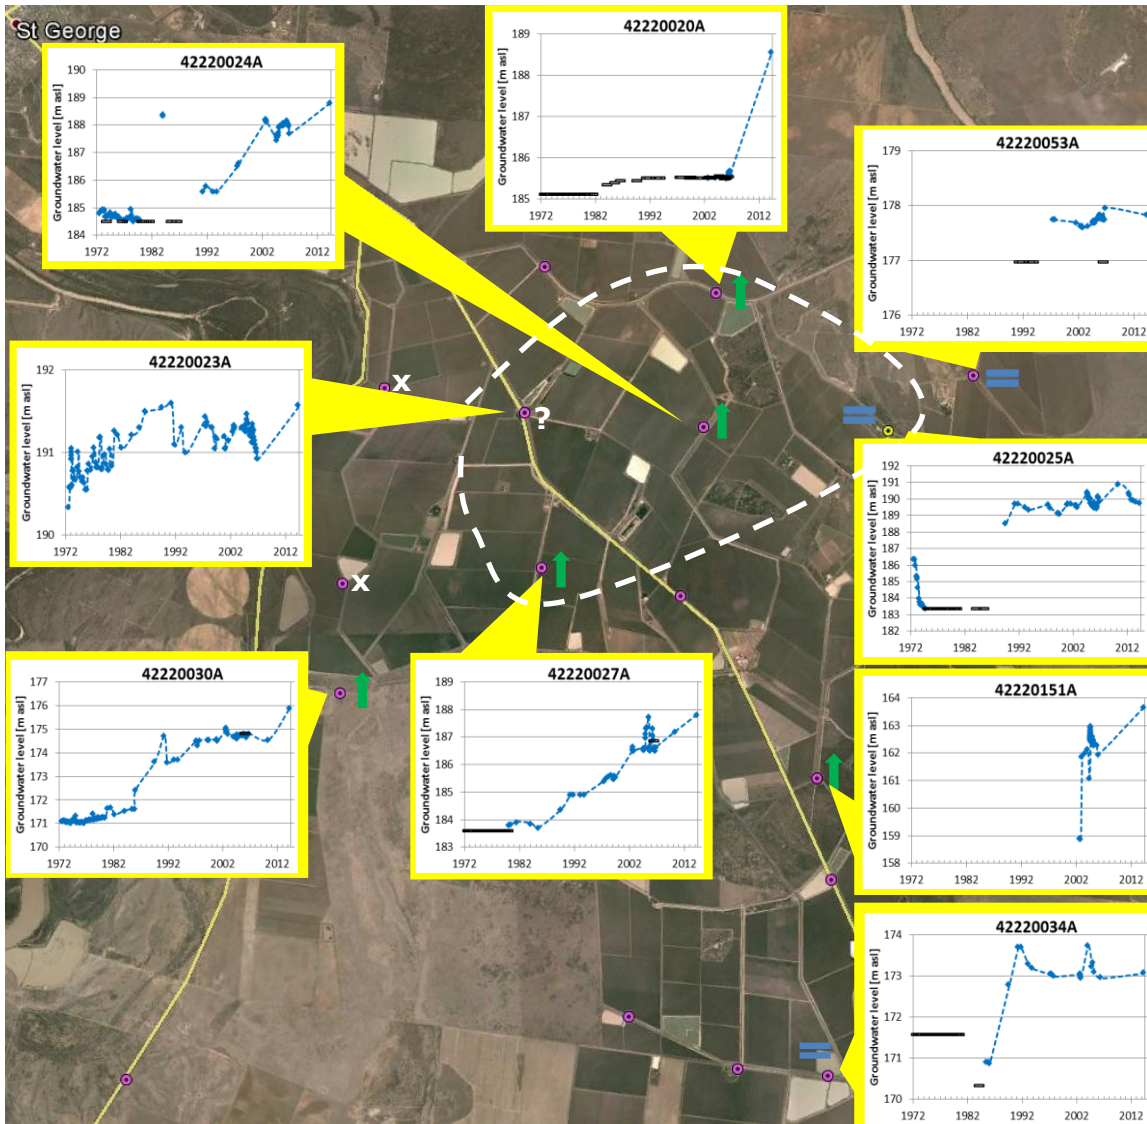 St George
42220024A
Groundwater level [m asl]
190
189
188
187
186
185
184
1972 1982 1992 2002 2012
42220020A
Groundwater level [m asl]
189
188
187
186
185
1972 1982 1992 2002 2012
42220053A
Groundwater level [m asl]
179
178
177
176
1972 1982 1992 2002 2012
42220023A
Groundwater level [m asl]
192
191
190
1972 1982 1992 2002 2012
x
?
42220025A
Groundwater level [m asl]
192
191
190
189
188
187
186
185
184
183
182
1972 1982 1992 2002 2012
x
42220030A
Groundwater level [m asl]
177
176
175
174
173
172
171
170
1972 1982 1992 2002 2012
42220027A
Groundwater level [m asl]
189
188
187
186
185
184
183
1972 1982 1992 2002 2012
42220151A
Groundwater level [m asl]
164
163
162
161
160
159
158
1972 1982 1992 2002 2012
42220034A
Groundwater level [m asl]
174
173
172
171
170
1972 1982 1992 2002 2012